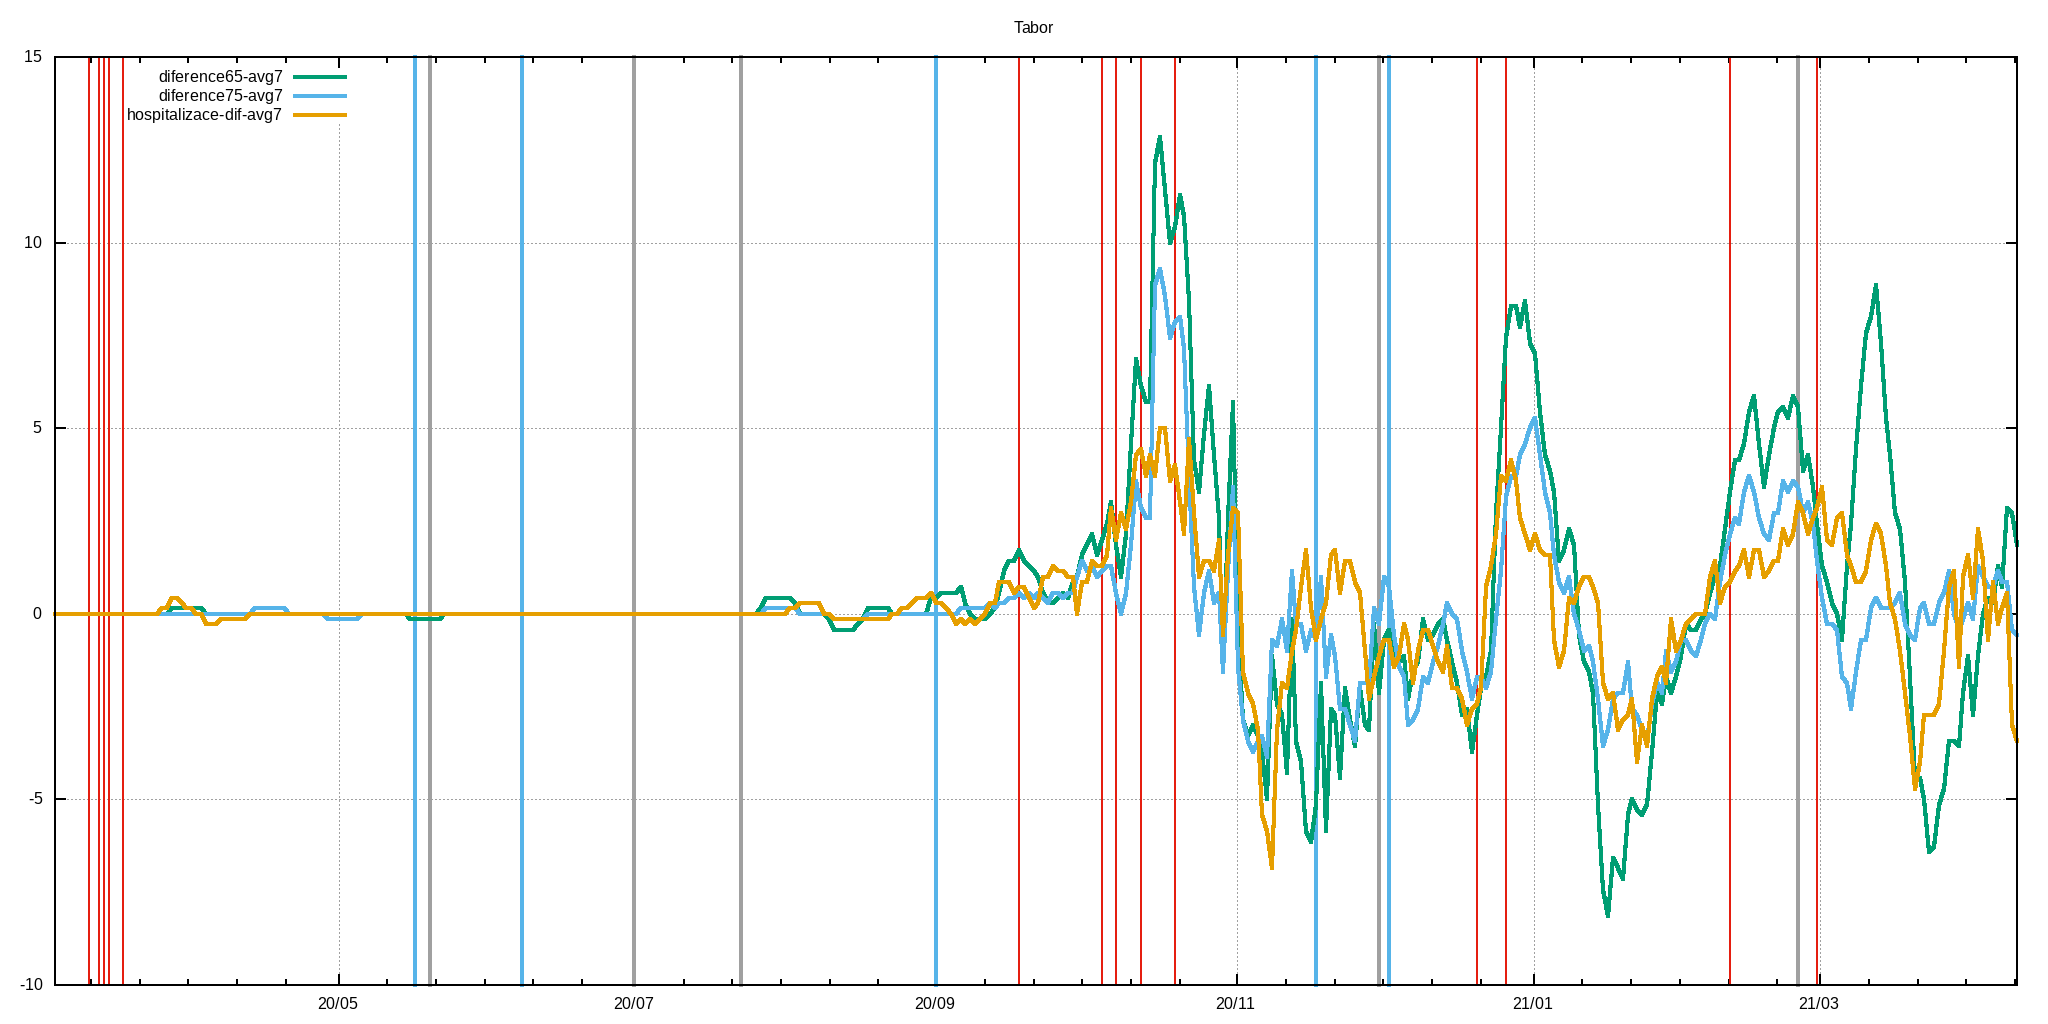 Tabor
diference65-avg7
diference75-avg7
hospitalizace-dif-avg7
15
10
5
0
-5
-10
20/05 20/07 20/09 20/11 21/01 21/03